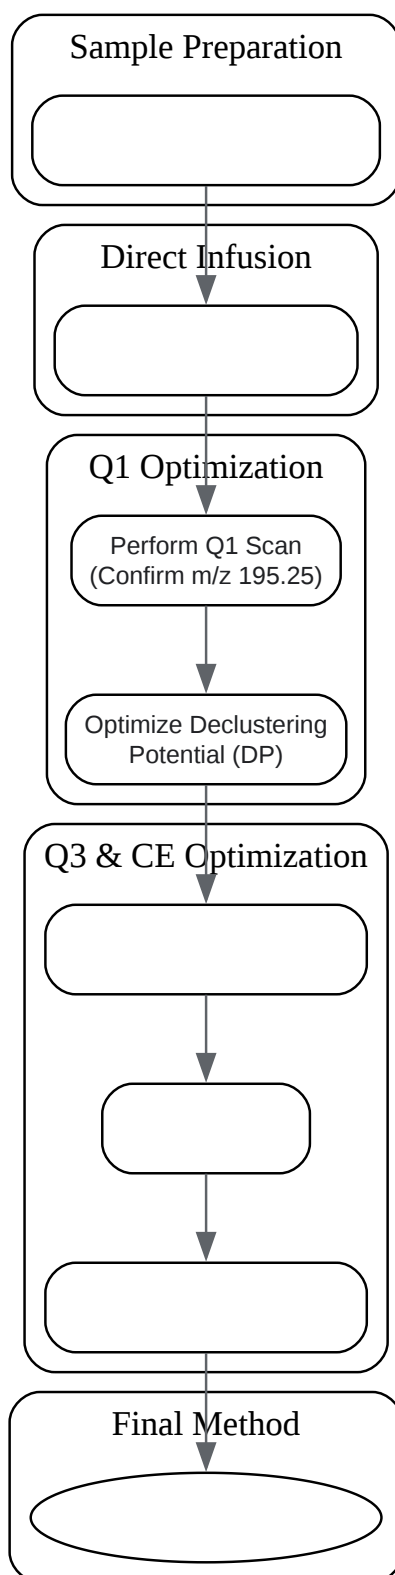 Sample Preparation
Direct Infusion
Q1 Optimization
Perform Q1 Scan
(Confirm m/z 195.25)
Optimize Declustering
Potential (DP)
Q3 & CE Optimization
Final Method